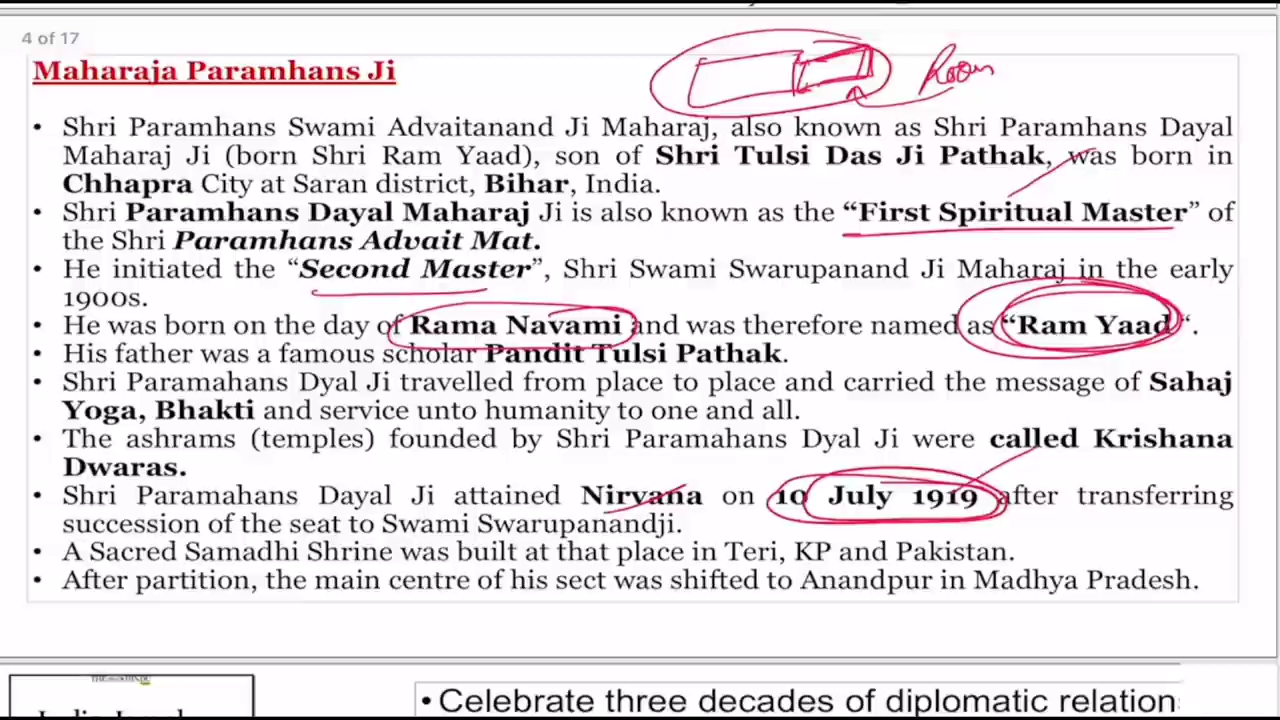 4 of 17
Room
Maharaja Paramhans Ji
• Shri Paramhans Swami Advaitanand Ji Maharaj, also known as Shri Paramhans Dayal
Maharaj Ji (born Shri Ram Yaad), son of Shri Tulsi Das Ji Pathak, was born in
Chhapra City at Saran district, Bihar, India.
• Shri Paramhans Dayal Maharaj Ji is also known as the “First Spiritual Master” of
the Shri Paramhans Advait Mat.
• He initiated the “Second Master”, Shri Swami Swarupanand Ji Maharaj in the early
1900s.
• He was born on the day of Rama Navami and was therefore named as “Ram Yaad“.
• His father was a famous scholar Pandit Tulsi Pathak.
• Shri Paramahans Dyal Ji travelled from place to place and carried the message of Sahaj
Yoga, Bhakti and service unto humanity to one and all.
• The ashrams (temples) founded by Shri Paramahans Dyal Ji were called Krishana
Dwaras.
• Shri Paramahans Dayal Ji attained Nirvana on 10 July 1919 after transferring
succession of the seat to Swami Swarupanandji.
• A Sacred Samadhi Shrine was built at that place in Teri, KP and Pakistan.
• After partition, the main centre of his sect was shifted to Anandpur in Madhya Pradesh.
• Celebrate three decades of diplomatic relation